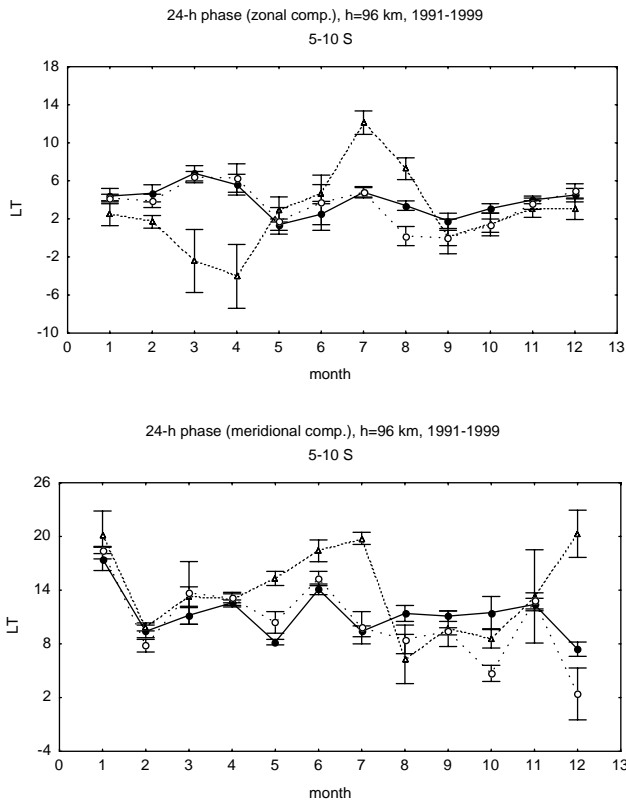 24-h phase (zonal comp.), h=96 km, 1991-1999
5-10 S
18
14
10
6
2
-2
-6
-10
LT
0 1 2 3 4 5 6 7 8 9 10 11 12 13
month
24-h phase (meridional comp.), h=96 km, 1991-1999
5-10 S
26
20
14
8
2
-4
LT
0 1 2 3 4 5 6 7 8 9 10 11 12 13
month